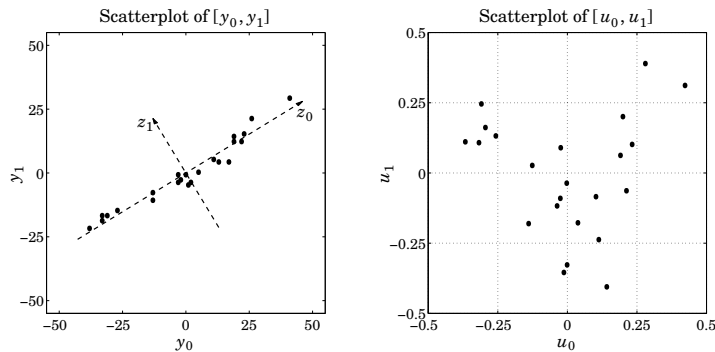 Scatterplot of [y₀, y₁]
50
25
0
−25
−50
−50 −25 0 25 50
y₁
y₀
z₁
z₀
Scatterplot of [u₀, u₁]
0.5
0.25
0
−0.25
−0.5
−0.5 −0.25 0 0.25 0.5
u₁
u₀